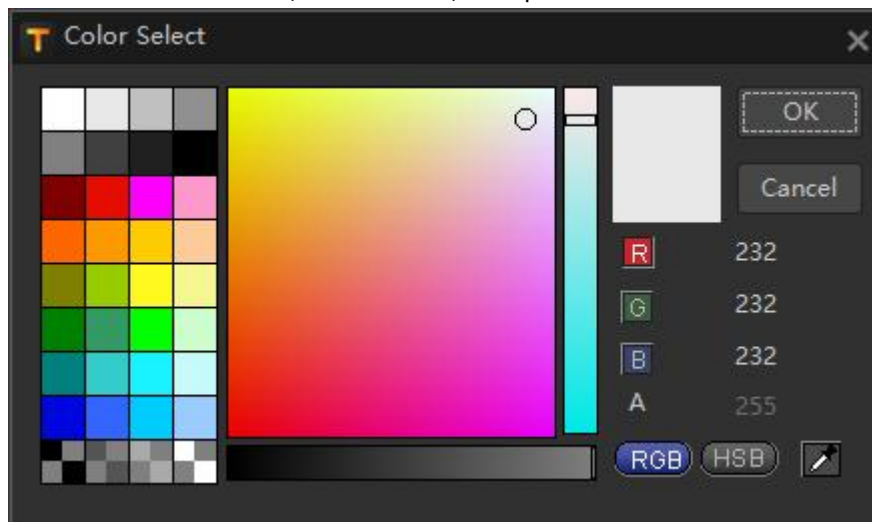 T Color Select
OK
Cancel
R 232
G 232
B 232
A 255
RGB HSB